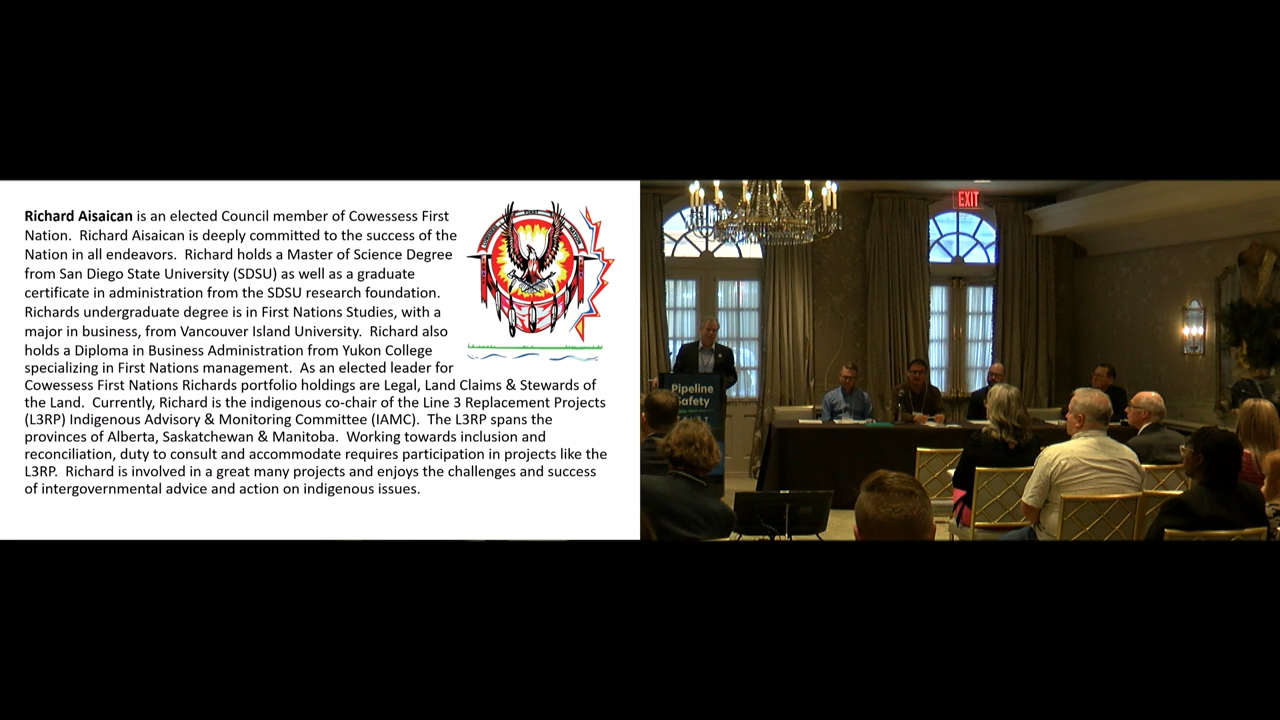 Richard Aisaican is an elected Council member of Cowessess First
Nation. Richard Aisaican is deeply committed to the success of the
Nation in all endeavors. Richard holds a Master of Science Degree
from San Diego State University (SDSU) as well as a graduate
certificate in administration from the SDSU research foundation.
Richards undergraduate degree is in First Nations Studies, with a
major in business, from Vancouver Island University. Richard also
holds a Diploma in Business Administration from Yukon College
specializing in First Nations management. As an elected leader for
Cowessess First Nations Richards portfolio holdings are Legal, Land Claims & Stewards of
the Land. Currently, Richard is the indigenous co-chair of the Line 3 Replacement Projects
(L3RP) Indigenous Advisory & Monitoring Committee (IAMC). The L3RP spans the
provinces of Alberta, Saskatchewan & Manitoba. Working towards inclusion and
reconciliation, duty to consult and accommodate requires participation in projects like the
L3RP. Richard is involved in a great many projects and enjoys the challenges and success
of intergovernmental advice and action on indigenous issues.
EXIT
Pipeline
Safety